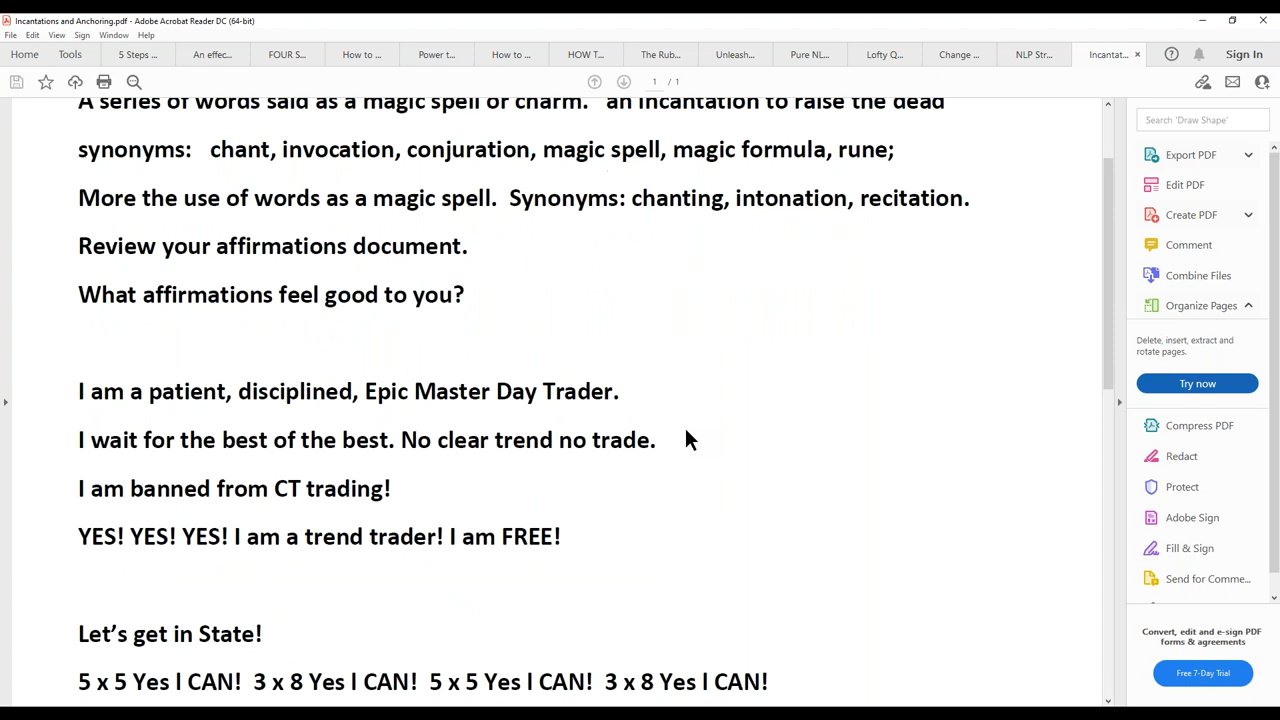 Incantations and Anchoring.pdf - Adobe Acrobat Reader DC (64-bit)
File Edit View Sign Window Help
Home Tools 5 Steps ... An effec... FOUR S... How to ... Power t... How to ... HOW T... The Rub... Unleash... Pure NL... Lofty Q... Change ... NLP Str... Incantat... × Sign In
1 / 1
A series of words said as a magic spell or charm. an incantation to raise the dead
synonyms: chant, invocation, conjuration, magic spell, magic formula, rune;
More the use of words as a magic spell. Synonyms: chanting, intonation, recitation.
Review your affirmations document.
What affirmations feel good to you?
I am a patient, disciplined, Epic Master Day Trader.
I wait for the best of the best. No clear trend no trade.
I am banned from CT trading!
YES! YES! YES! I am a trend trader! I am FREE!
Let's get in State!
5 x 5 Yes I CAN! 3 x 8 Yes I CAN! 5 x 5 Yes I CAN! 3 x 8 Yes I CAN!
Search 'Draw Shape'
Export PDF
Edit PDF
Create PDF
Comment
Combine Files
Organize Pages
Delete, insert, extract and
rotate pages.
Try now
Compress PDF
Redact
Protect
Adobe Sign
Fill & Sign
Send for Comme...
Convert, edit and e-sign PDF
forms & agreements
Free 7-Day Trial